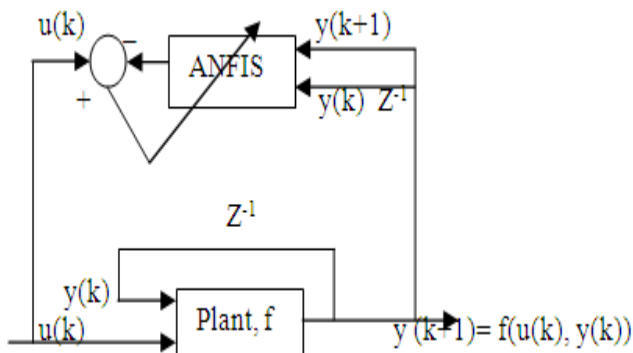 u(k)
−
y(k+1)
ANFIS
+
y(k) Z⁻¹
Z⁻¹
y(k)
Plant, f
u(k)
y (k+1)= f(u(k), y(k))